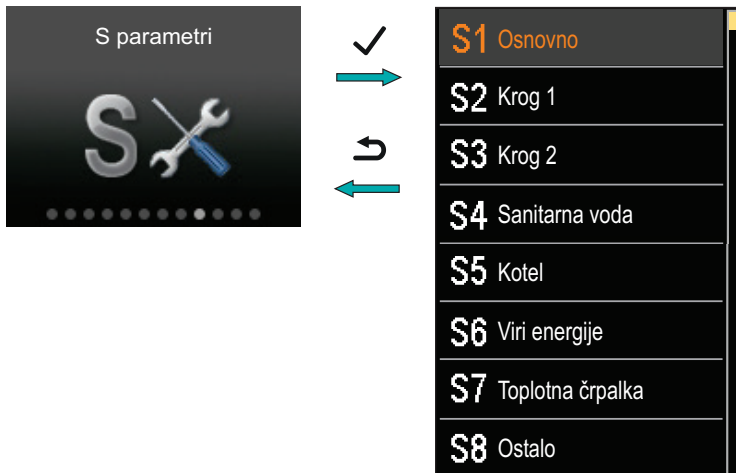 S parametri
S
S1 Osnovno
S2 Krog 1
S3 Krog 2
S4 Sanitarna voda
S5 Kotel
S6 Viri energije
S7 Toplotna črpalka
S8 Ostalo